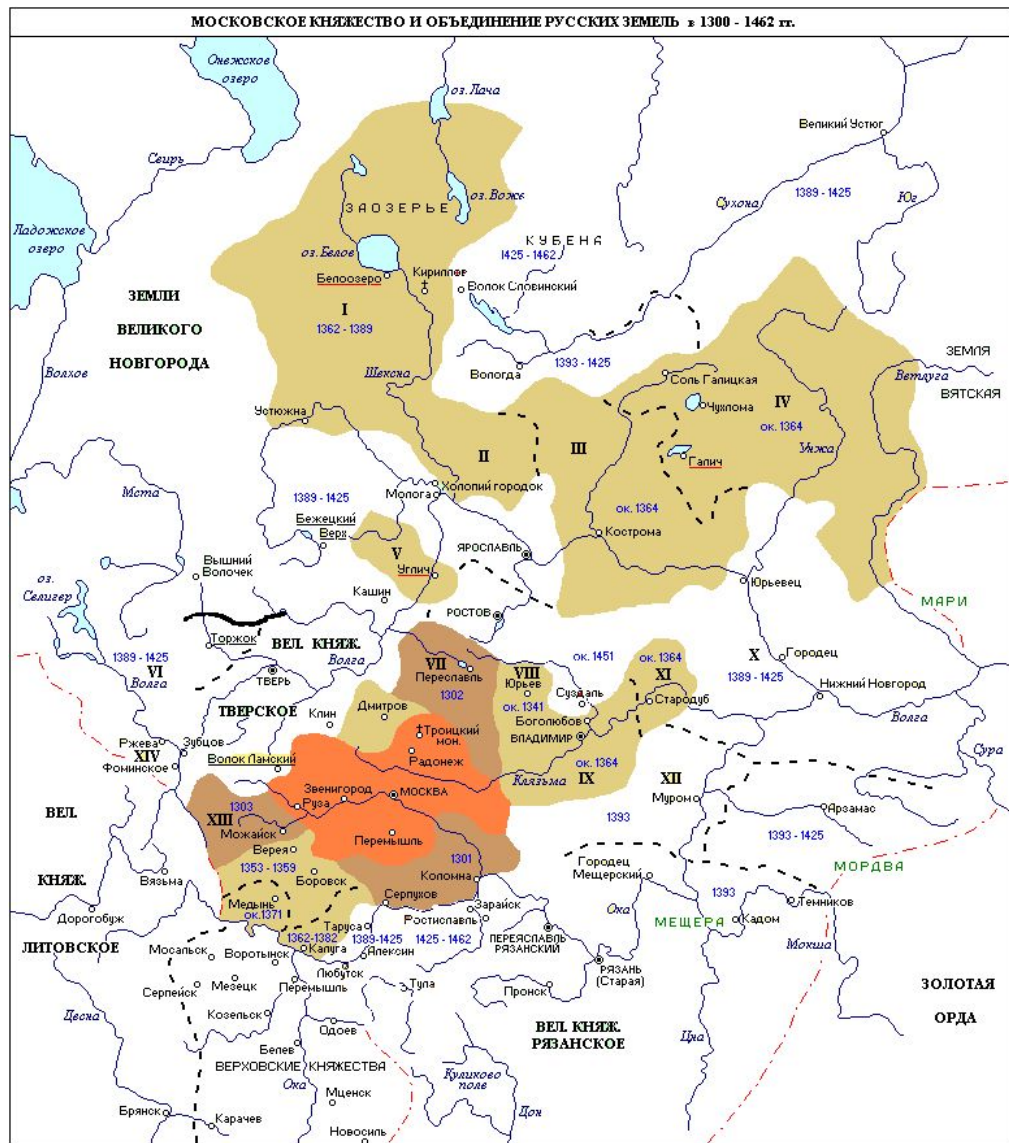 МОСКОВСКОЕ КНЯЖЕСТВО И ОБЪЕДИНЕНИЕ РУССКИХ ЗЕМЕЛЬ в 1300 - 1462 гг.
Онежское
озеро
оз. Лача
Великий Устюг
Свирь
1389 - 1425
Сухона
Юг
оз. Воже
ЗАОЗЕРЬЕ
Ладожское
озеро
КУБЕНА
1425 - 1462
оз. Белое
Белоозеро
Кириллов
Волок Словинский
ЗЕМЛИ
ВЕЛИКОГО
НОВГОРОДА
I
1362 - 1389
Волхов
Шексна
Вологда
1393 - 1425
ЗЕМЛЯ
ВЯТСКАЯ
Ветлуга
Соль Галицкая
Чухлома
IV
ок. 1364
Унжа
Устюжна
II
III
Галич
Мста
1389 - 1425
Холопий городок
Молога
ок. 1364
Кострома
Бежецкий
Верх
V
Углич
ЯРОСЛАВЛЬ
Вышний
Волочек
Кашин
Юрьевец
оз.
Селигер
РОСТОВ
МАРИ
Торжок
ВЕЛ. КНЯЖ.
Волга
1389 - 1425
VI
Волга
ТВЕРЬ
ТВЕРСКОЕ
VII
Переславль
1302
VIII
Юрьев
ок. 1341
ок. 1451
Суздаль
ок. 1364
XI
Стародуб
X
1389 - 1425
Городец
Нижний Новгород
Волга
Клин
Дмитров
Боголюбов
ВЛАДИМИР
Троицкий
мон.
Радонеж
Ржева
Зубцов
XIV
Фоминское
Волок Ламский
ок. 1364
Клязьма
IX
XII
Сура
ВЕЛ.
1303
XIII
Звенигород
Руза
МОСКВА
Муром
Арзамас
Можайск
Перемышль
1393
1393 - 1425
Верея
1353 - 1359
Боровск
1301
Коломна
Городец
Мещерский
МОРДВА
Вязьма
КНЯЖ.
Дорогобуж
Медынь
ок. 1371
Серпухов
Зарайск
Ростиславль
Ока
1393
МЕЩЕРА
Кадом
Темников
ЛИТОВСКОЕ
Таруса
1362-1382
Калуга
1389-1425
1425 - 1462
Алексин
ПЕРЕЯСЛАВЛЬ
РЯЗАНСКИЙ
Мокша
Мосальск
Воротынск
Любутск
РЯЗАНЬ
(Старая)
ЗОЛОТАЯ
ОРДА
Серпейск
Мезецк
Перемышль
Тула
Пронск
Десна
Козельск
Одоев
ВЕЛ. КНЯЖ.
РЯЗАНСКОЕ
Цна
Белев
ВЕРХОВСКИЕ КНЯЖЕСТВА
Куликово
поле
Ока
Мценск
Дон
Брянск
Карачев
Новосиль